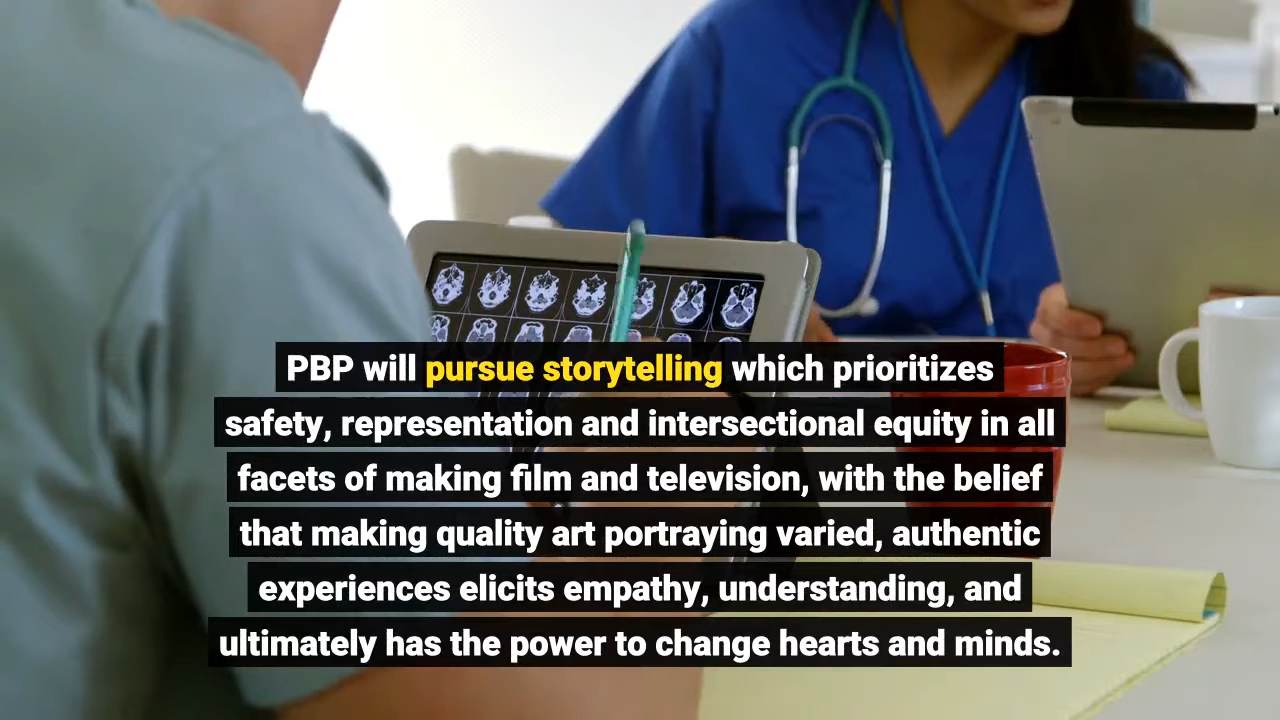 PBP will pursue storytelling which prioritizes
safety, representation and intersectional equity in all
facets of making film and television, with the belief
that making quality art portraying varied, authentic
experiences elicits empathy, understanding, and
ultimately has the power to change hearts and minds.